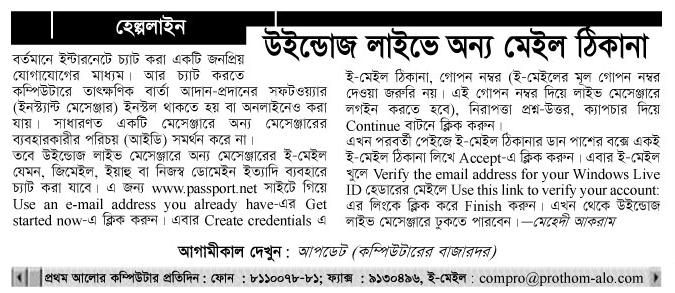 হেল্পলাইন
উইন্ডোজ লাইভে অন্য মেইল ঠিকানা
বর্তমানে ইন্টারনেটে চ্যাট করা একটি জনপ্রিয়
যোগাযোগের মাধ্যম। আর চ্যাট করতে
কম্পিউটারে তাৎক্ষণিক বার্তা আদান-প্রদানের সফটওয়্যার
(ইনস্ট্যান্ট মেসেঞ্জার) ইনস্টল থাকতে হয় বা অনলাইনেও করা
যায়। সাধারণত একটি মেসেঞ্জারে অন্য মেসেঞ্জারের
ব্যবহারকারীর পরিচয় (আইডি) সমর্থন করে না।
তবে উইন্ডোজ লাইভ মেসেঞ্জারে অন্য মেসেঞ্জারের ই-মেইল
যেমন, জিমেইল, ইয়াহু বা নিজস্ব ডোমেইন ইত্যাদি ব্যবহারে
চ্যাট করা যাবে। এ জন্য www.passport.net সাইটে গিয়ে
Use an e-mail address you already have-এর Get
started now-এ ক্লিক করুন। এবার Create credentials এ
ই-মেইল ঠিকানা, গোপন নম্বর (ই-মেইলের মূল গোপন নম্বর
দেওয়া জরুরি নয়। এই গোপন নম্বর দিয়ে লাইভ মেসেঞ্জারে
লগইন করতে হবে), নিরাপত্তা প্রশ্ন-উত্তর, ক্যাপচার দিয়ে
Continue বাটনে ক্লিক করুন।
এখন পরবর্তী পেইজে ই-মেইল ঠিকানার ডান পাশের বক্সে একই
ই-মেইল ঠিকানা লিখে Accept-এ ক্লিক করুন। এবার ই-মেইল
খুলে Verify the email address for your Windows Live
ID হেডারের মেইলে Use this link to verify your account:
এর লিংকে ক্লিক করে Finish করুন। এখন থেকে উইন্ডোজ
লাইভ মেসেঞ্জারে ঢুকতে পারবেন।—মেহেদী আকরাম
আগামীকাল দেখুন : আপডেট (কম্পিউটারের বাজারদর)
প্রথম আলোর কম্পিউটার প্রতিদিন : ফোন : ৮১১০০৭৮-৮১; ফ্যাক্স : ৯১৩০৪৯৬, ই-মেইল : compro@prothom-alo.com